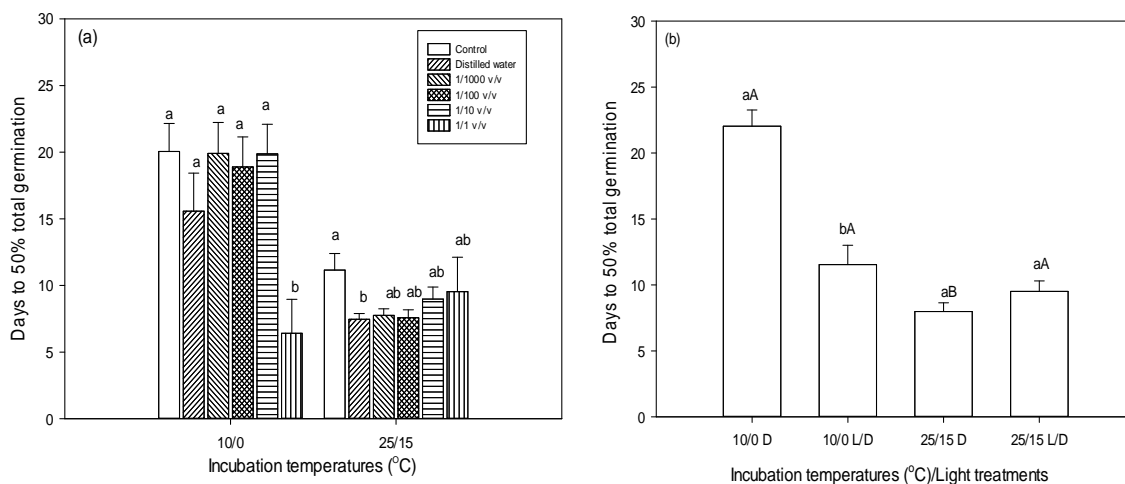 (a)
Days to 50% total germination
30
25
20
15
10
5
0
Control
Distilled water
1/1000 v/v
1/100 v/v
1/10 v/v
1/1 v/v
a
a
a
a
a
b
a
b
ab
ab
ab
ab
10/0
25/15
Incubation temperatures (°C)
(b)
Days to 50% total germination
30
25
20
15
10
5
0
aA
bA
aB
aA
10/0 D
10/0 L/D
25/15 D
25/15 L/D
Incubation temperatures (°C)/Light treatments